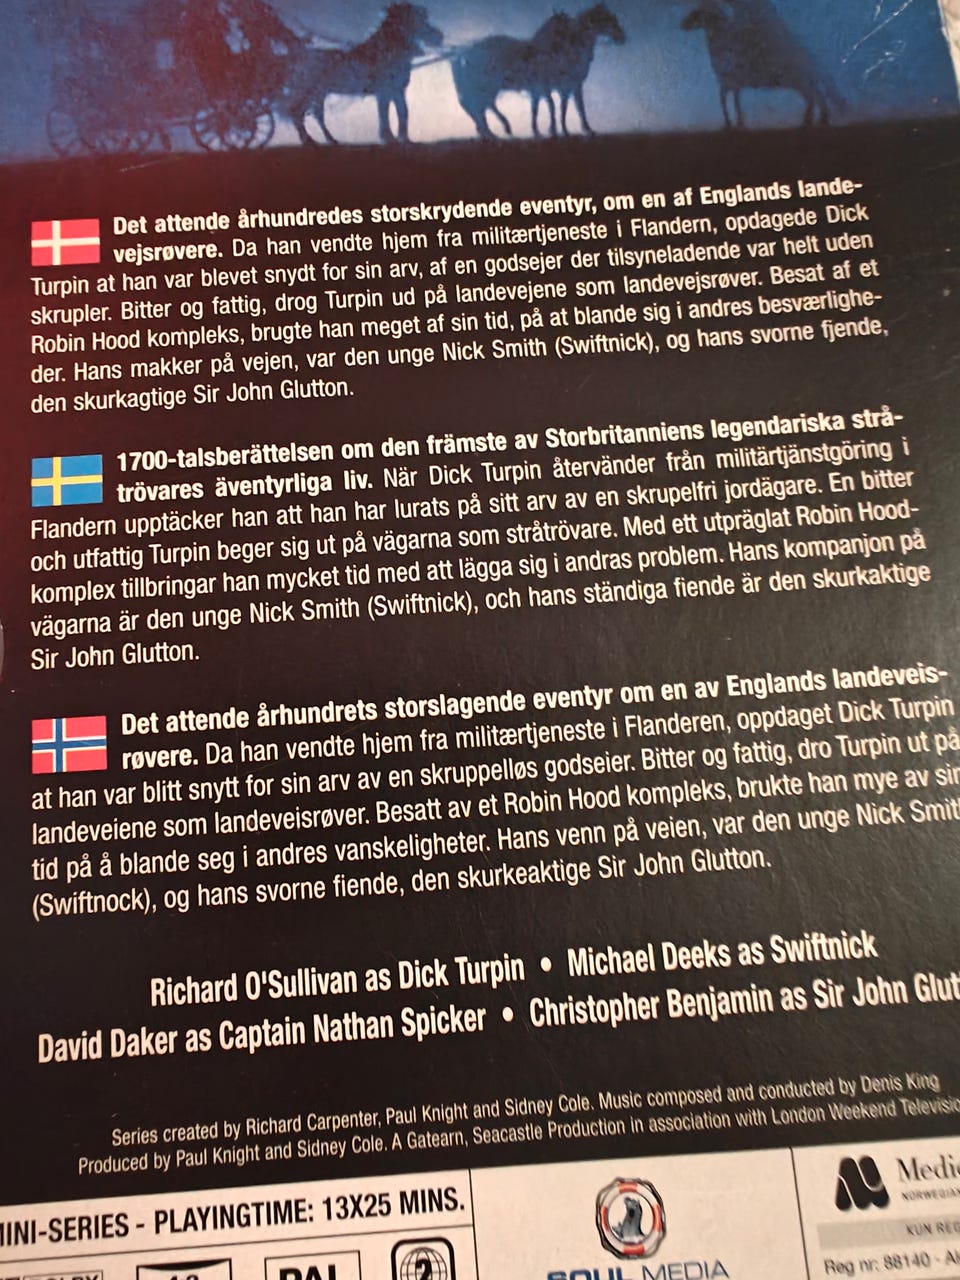 Det attende århundredes storskrydende eventyr, om en af Englands lande-
vejsrøvere. Da han vendte hjem fra militærtjeneste i Flandern, opdagede Dick
Turpin at han var blevet snydt for sin arv, af en godsejer der tilsyneladende var helt uden
skrupler. Bitter og fattig, drog Turpin ud på landevejene som landevejsrøver. Besat af et
Robin Hood kompleks, brugte han meget af sin tid, på at blande sig i andres besværlighe-
der. Hans makker på vejen, var den unge Nick Smith (Swiftnick), og hans svorne fjende,
den skurkagtige Sir John Glutton.
1700-talsberättelsen om den främste av Storbritanniens legendariska strå-
trövares äventyrliga liv. När Dick Turpin återvänder från militärtjänstgöring i
Flandern upptäcker han att han har lurats på sitt arv av en skrupelfri jordägare. En bitter
och utfattig Turpin beger sig ut på vägarna som stråtrövare. Med ett utpräglat Robin Hood-
komplex tillbringar han mycket tid med att lägga sig i andras problem. Hans kompanjon på
vägarna är den unge Nick Smith (Swiftnick), och hans ständiga fiende är den skurkaktige
Sir John Glutton.
Det attende århundrets storslagende eventyr om en av Englands landeveis-
røvere. Da han vendte hjem fra militærtjeneste i Flanderen, oppdaget Dick Turpin
at han var blitt snytt for sin arv av en skruppelløs godseier. Bitter og fattig, dro Turpin ut på
landeveiene som landeveisrøver. Besatt av et Robin Hood kompleks, brukte han mye av sin
tid på å blande seg i andres vanskeligheter. Hans venn på veien, var den unge Nick Smit
(Swiftnock), og hans svorne fiende, den skurkeaktige Sir John Glutton.
Richard O'Sullivan as Dick Turpin • Michael Deeks as Swiftnick
David Daker as Captain Nathan Spicker • Christopher Benjamin as Sir John Glut
Series created by Richard Carpenter, Paul Knight and Sidney Cole. Music composed and conducted by Denis King
Produced by Paul Knight and Sidney Cole. A Gatearn, Seacastle Production in association with London Weekend Televisio
INI-SERIES - PLAYINGTIME: 13X25 MINS.
PAL
2
SOUL MEDIA
Medie
NORWEGIAN
KUN REG
Reg nr: 88140 - Al